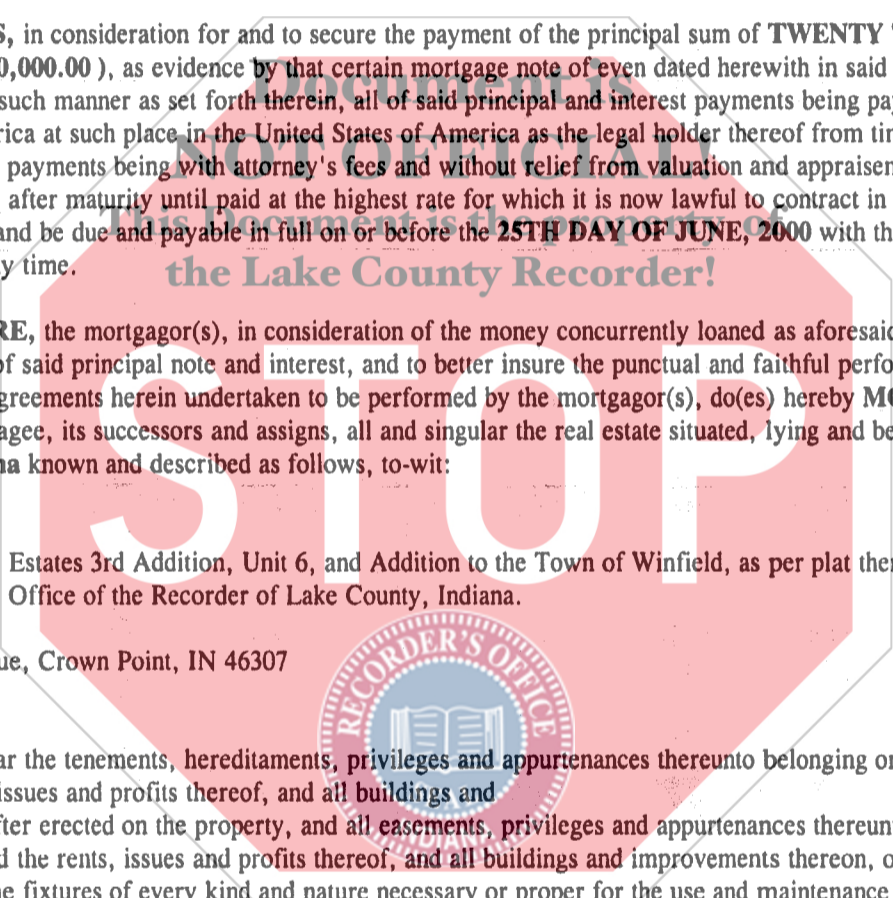 S, in consideration for and to secure the payment of the principal sum of TWENTY
0,000.00 ), as evidence by that certain mortgage note of even dated herewith in said
such manner as set forth therein, all of said principal and interest payments being pa
rica at such place in the United States of America as the legal holder thereof from tim
payments being with attorney's fees and without relief from valuation and appraisem
after maturity until paid at the highest rate for which it is now lawful to contract in
and be due and payable in full on or before the 25TH DAY OF JUNE, 2000 with th
y time.
Document is
NOT OFFICIAL!
This Document is the property of
the Lake County Recorder!
RE, the mortgagor(s), in consideration of the money concurrently loaned as aforesaid
of said principal note and interest, and to better insure the punctual and faithful perfo
greements herein undertaken to be performed by the mortgagor(s), do(es) hereby MO
agee, its successors and assigns, all and singular the real estate situated, lying and be
na known and described as follows, to-wit:
STOP
Estates 3rd Addition, Unit 6, and Addition to the Town of Winfield, as per plat ther
Office of the Recorder of Lake County, Indiana.
ue, Crown Point, IN 46307
RECORDER'S OFFICE
INDIANA
ar the tenements, hereditaments, privileges and appurtenances thereunto belonging or
issues and profits thereof, and all buildings and
fter erected on the property, and all easements, privileges and appurtenances thereun
d the rents, issues and profits thereof, and all buildings and improvements thereon, o
e fixtures of every kind and nature necessary or proper for the use and maintenance